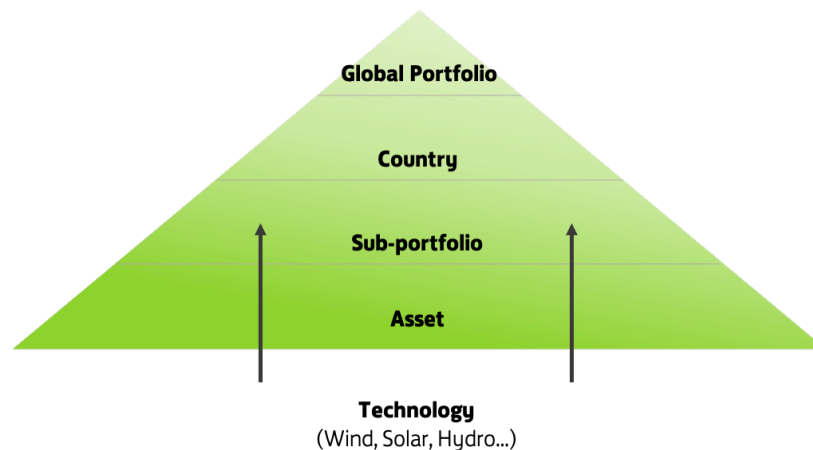 Global Portfolio
Country
Sub-portfolio
Asset
Technology
(Wind, Solar, Hydro...)